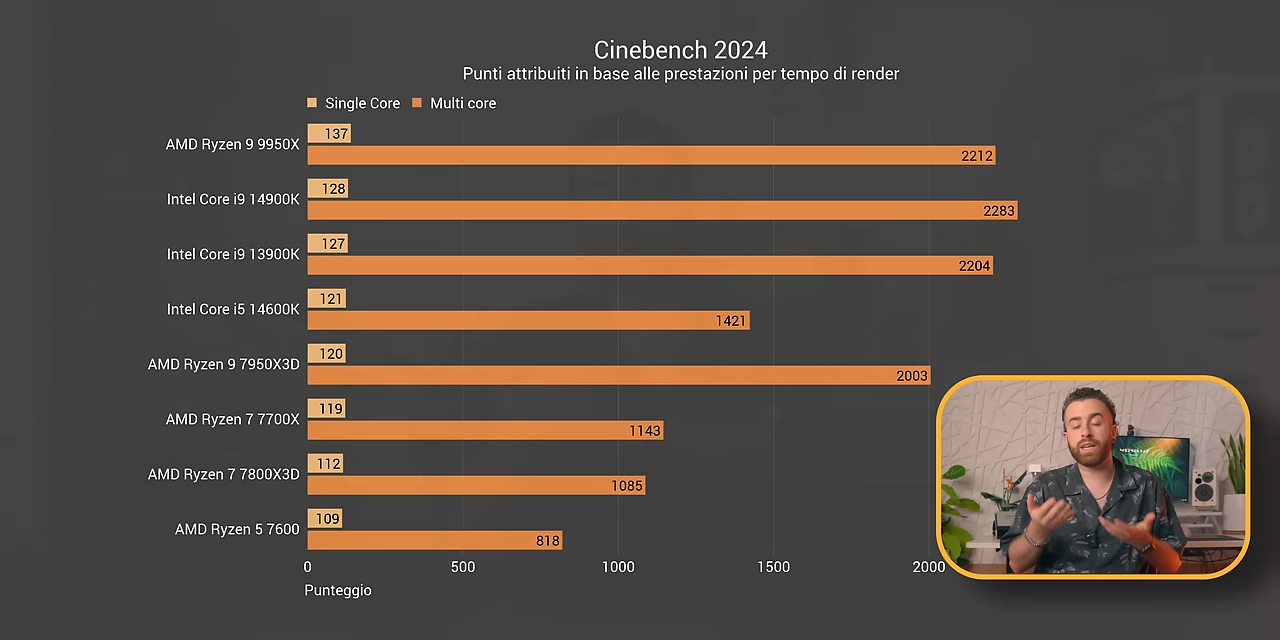 Cinebench 2024
Punti attribuiti in base alle prestazioni per tempo di render
Single Core Multi core
AMD Ryzen 9 9950X 137 2212
Intel Core i9 14900K 128 2283
Intel Core i9 13900K 127 2204
Intel Core i5 14600K 121 1421
AMD Ryzen 9 7950X3D 120 2003
AMD Ryzen 7 7700X 119 1143
AMD Ryzen 7 7800X3D 112 1085
AMD Ryzen 5 7600 109 818
0 500 1000 1500 2000
Punteggio